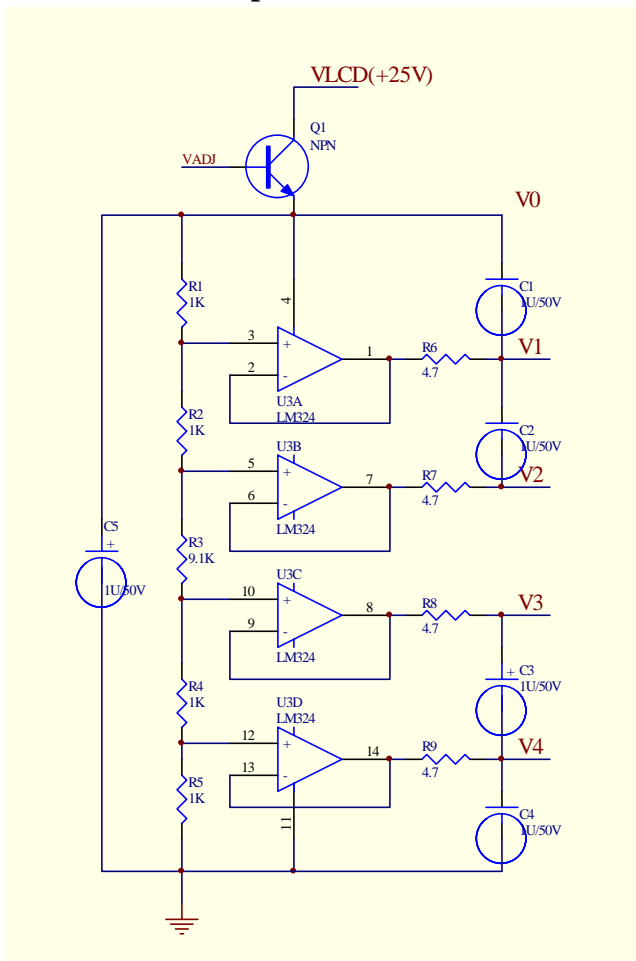 VLCD(+25V)
Q1
NPN
VADJ
V0
R1
1K
4
C1
1U/50V
3
+
2
-
1
R6
4.7
V1
U3A
LM324
R2
1K
C2
1U/50V
U3B
5
+
6
-
7
R7
4.7
V2
LM324
C5
+
1U/50V
R3
9.1K
U3C
10
+
9
-
8
R8
4.7
V3
LM324
R4
1K
+
C3
1U/50V
U3D
LM324
12
+
13
-
14
R9
4.7
V4
R5
1K
11
C4
1U/50V